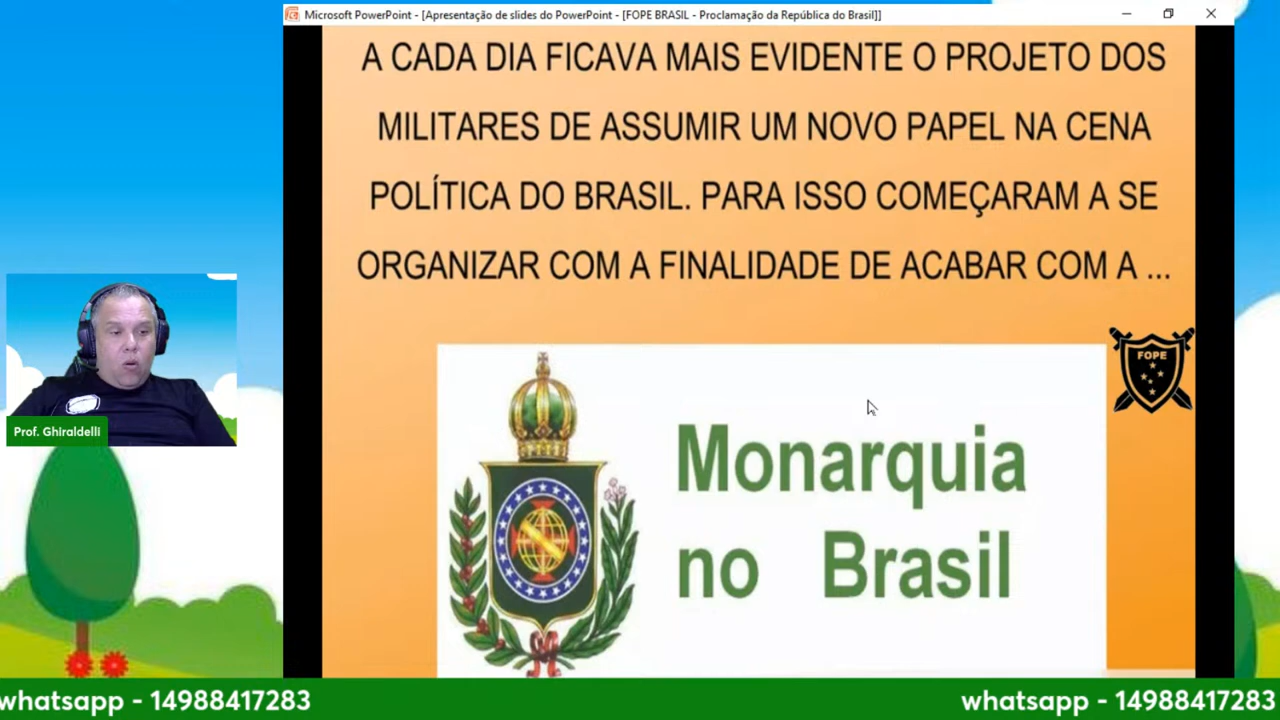 Microsoft PowerPoint - [Apresentação de slides do PowerPoint - [FOPE BRASIL - Proclamação da República do Brasil]]
A CADA DIA FICAVA MAIS EVIDENTE O PROJETO DOS
MILITARES DE ASSUMIR UM NOVO PAPEL NA CENA
POLÍTICA DO BRASIL. PARA ISSO COMEÇARAM A SE
ORGANIZAR COM A FINALIDADE DE ACABAR COM A ...
FOPE
Monarquia
no Brasil
Prof. Ghiraldelli
whatsapp - 14988417283
whatsapp - 14988417283